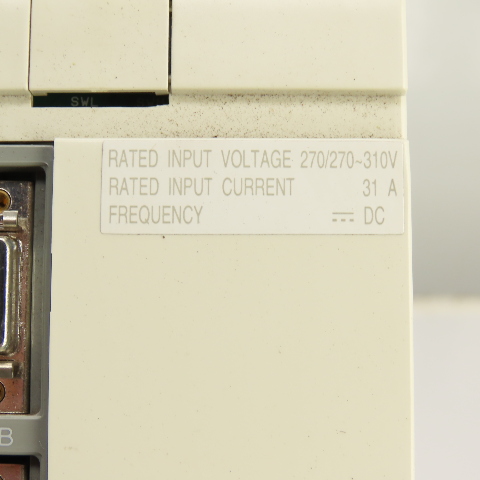 SWL
RATED INPUT VOLTAGE 270/270~310V
RATED INPUT CURRENT 31 A
FREQUENCY ⎓ DC
B